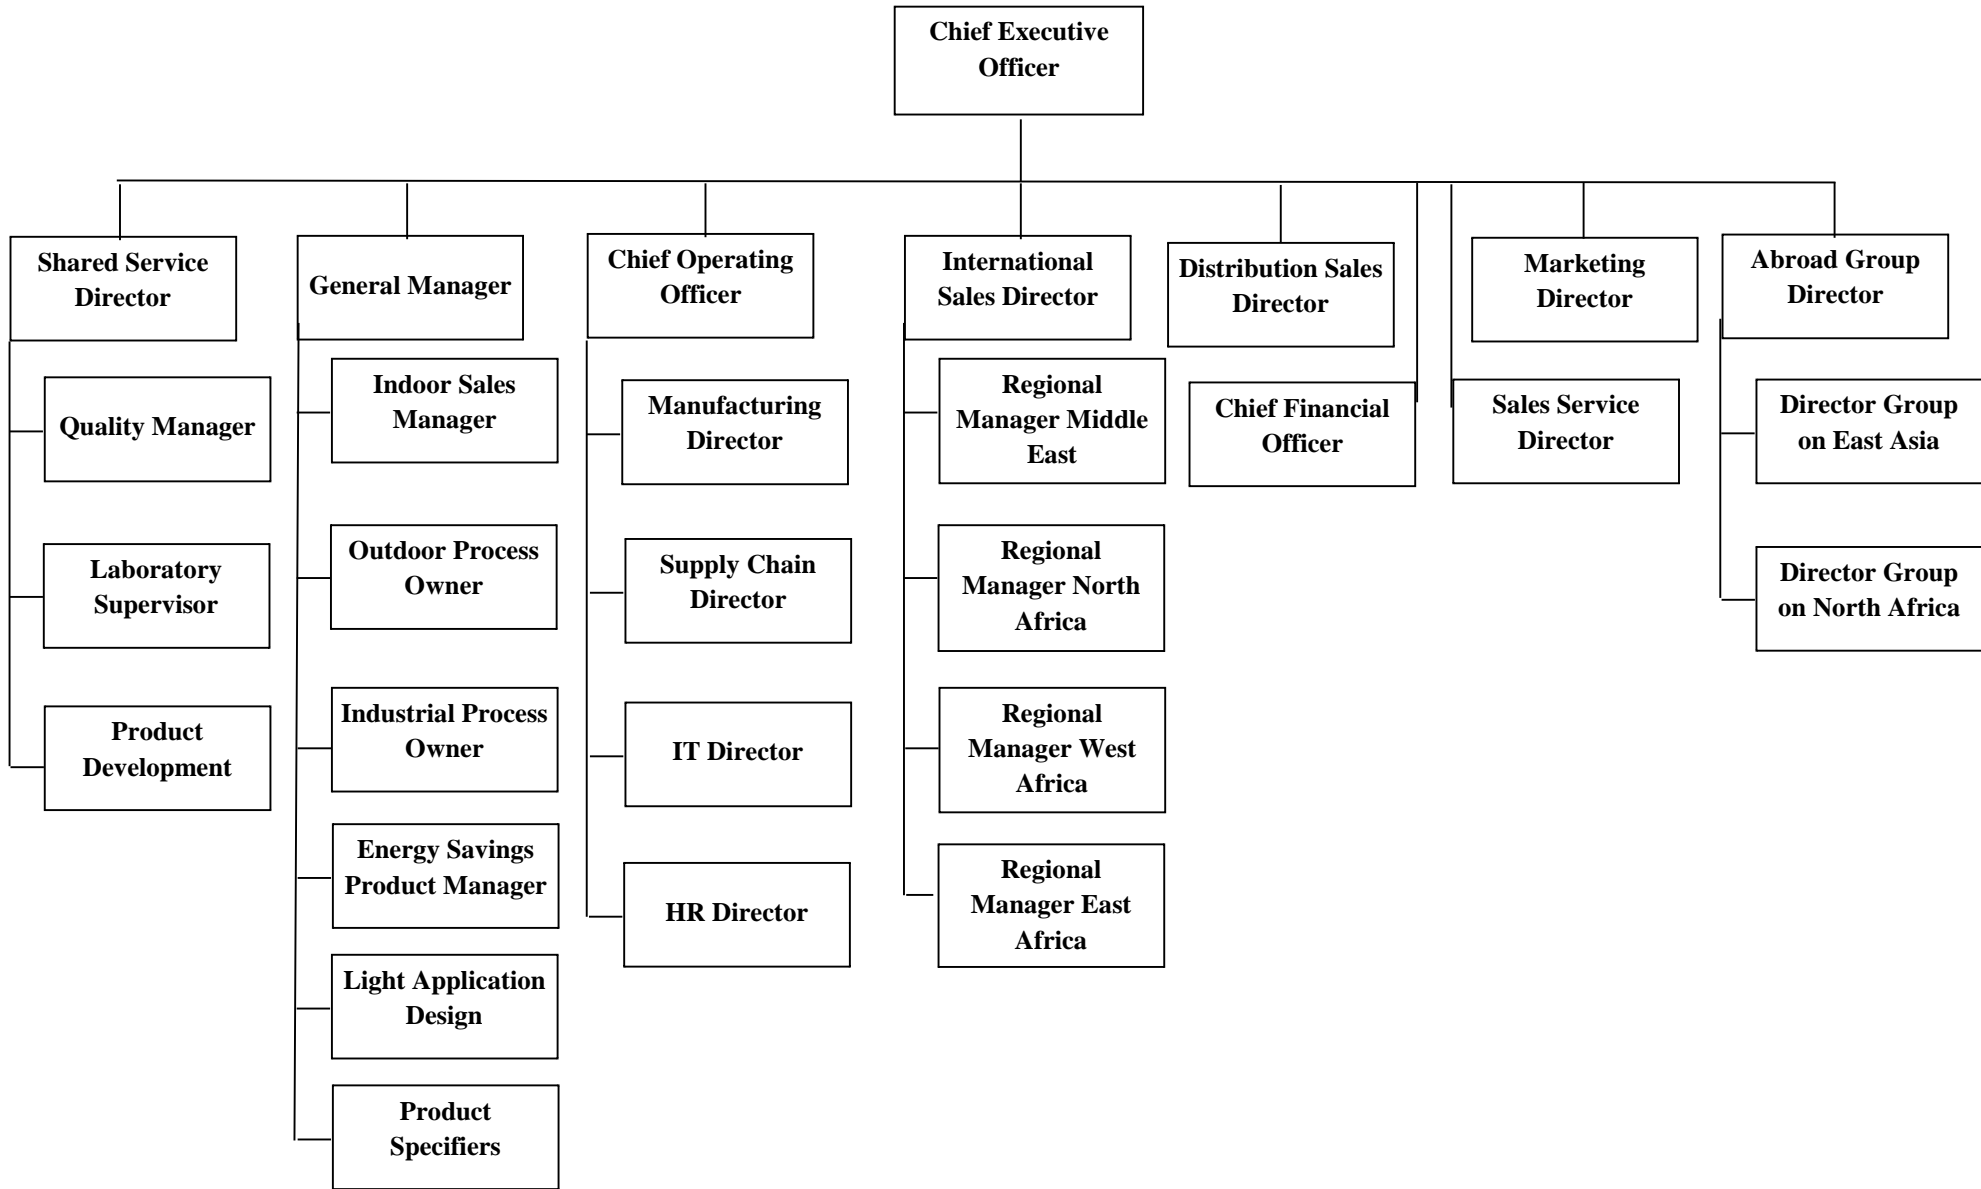 Chief Executive
Officer
Shared Service
Director
General Manager
Chief Operating
Officer
International
Sales Director
Distribution Sales
Director
Marketing
Director
Abroad Group
Director
Quality Manager
Laboratory
Supervisor
Product
Development
Indoor Sales
Manager
Outdoor Process
Owner
Industrial Process
Owner
Energy Savings
Product Manager
Light Application
Design
Product
Specifiers
Manufacturing
Director
Supply Chain
Director
IT Director
HR Director
Regional
Manager Middle
East
Regional
Manager North
Africa
Regional
Manager West
Africa
Regional
Manager East
Africa
Chief Financial
Officer
Sales Service
Director
Director Group
on East Asia
Director Group
on North Africa